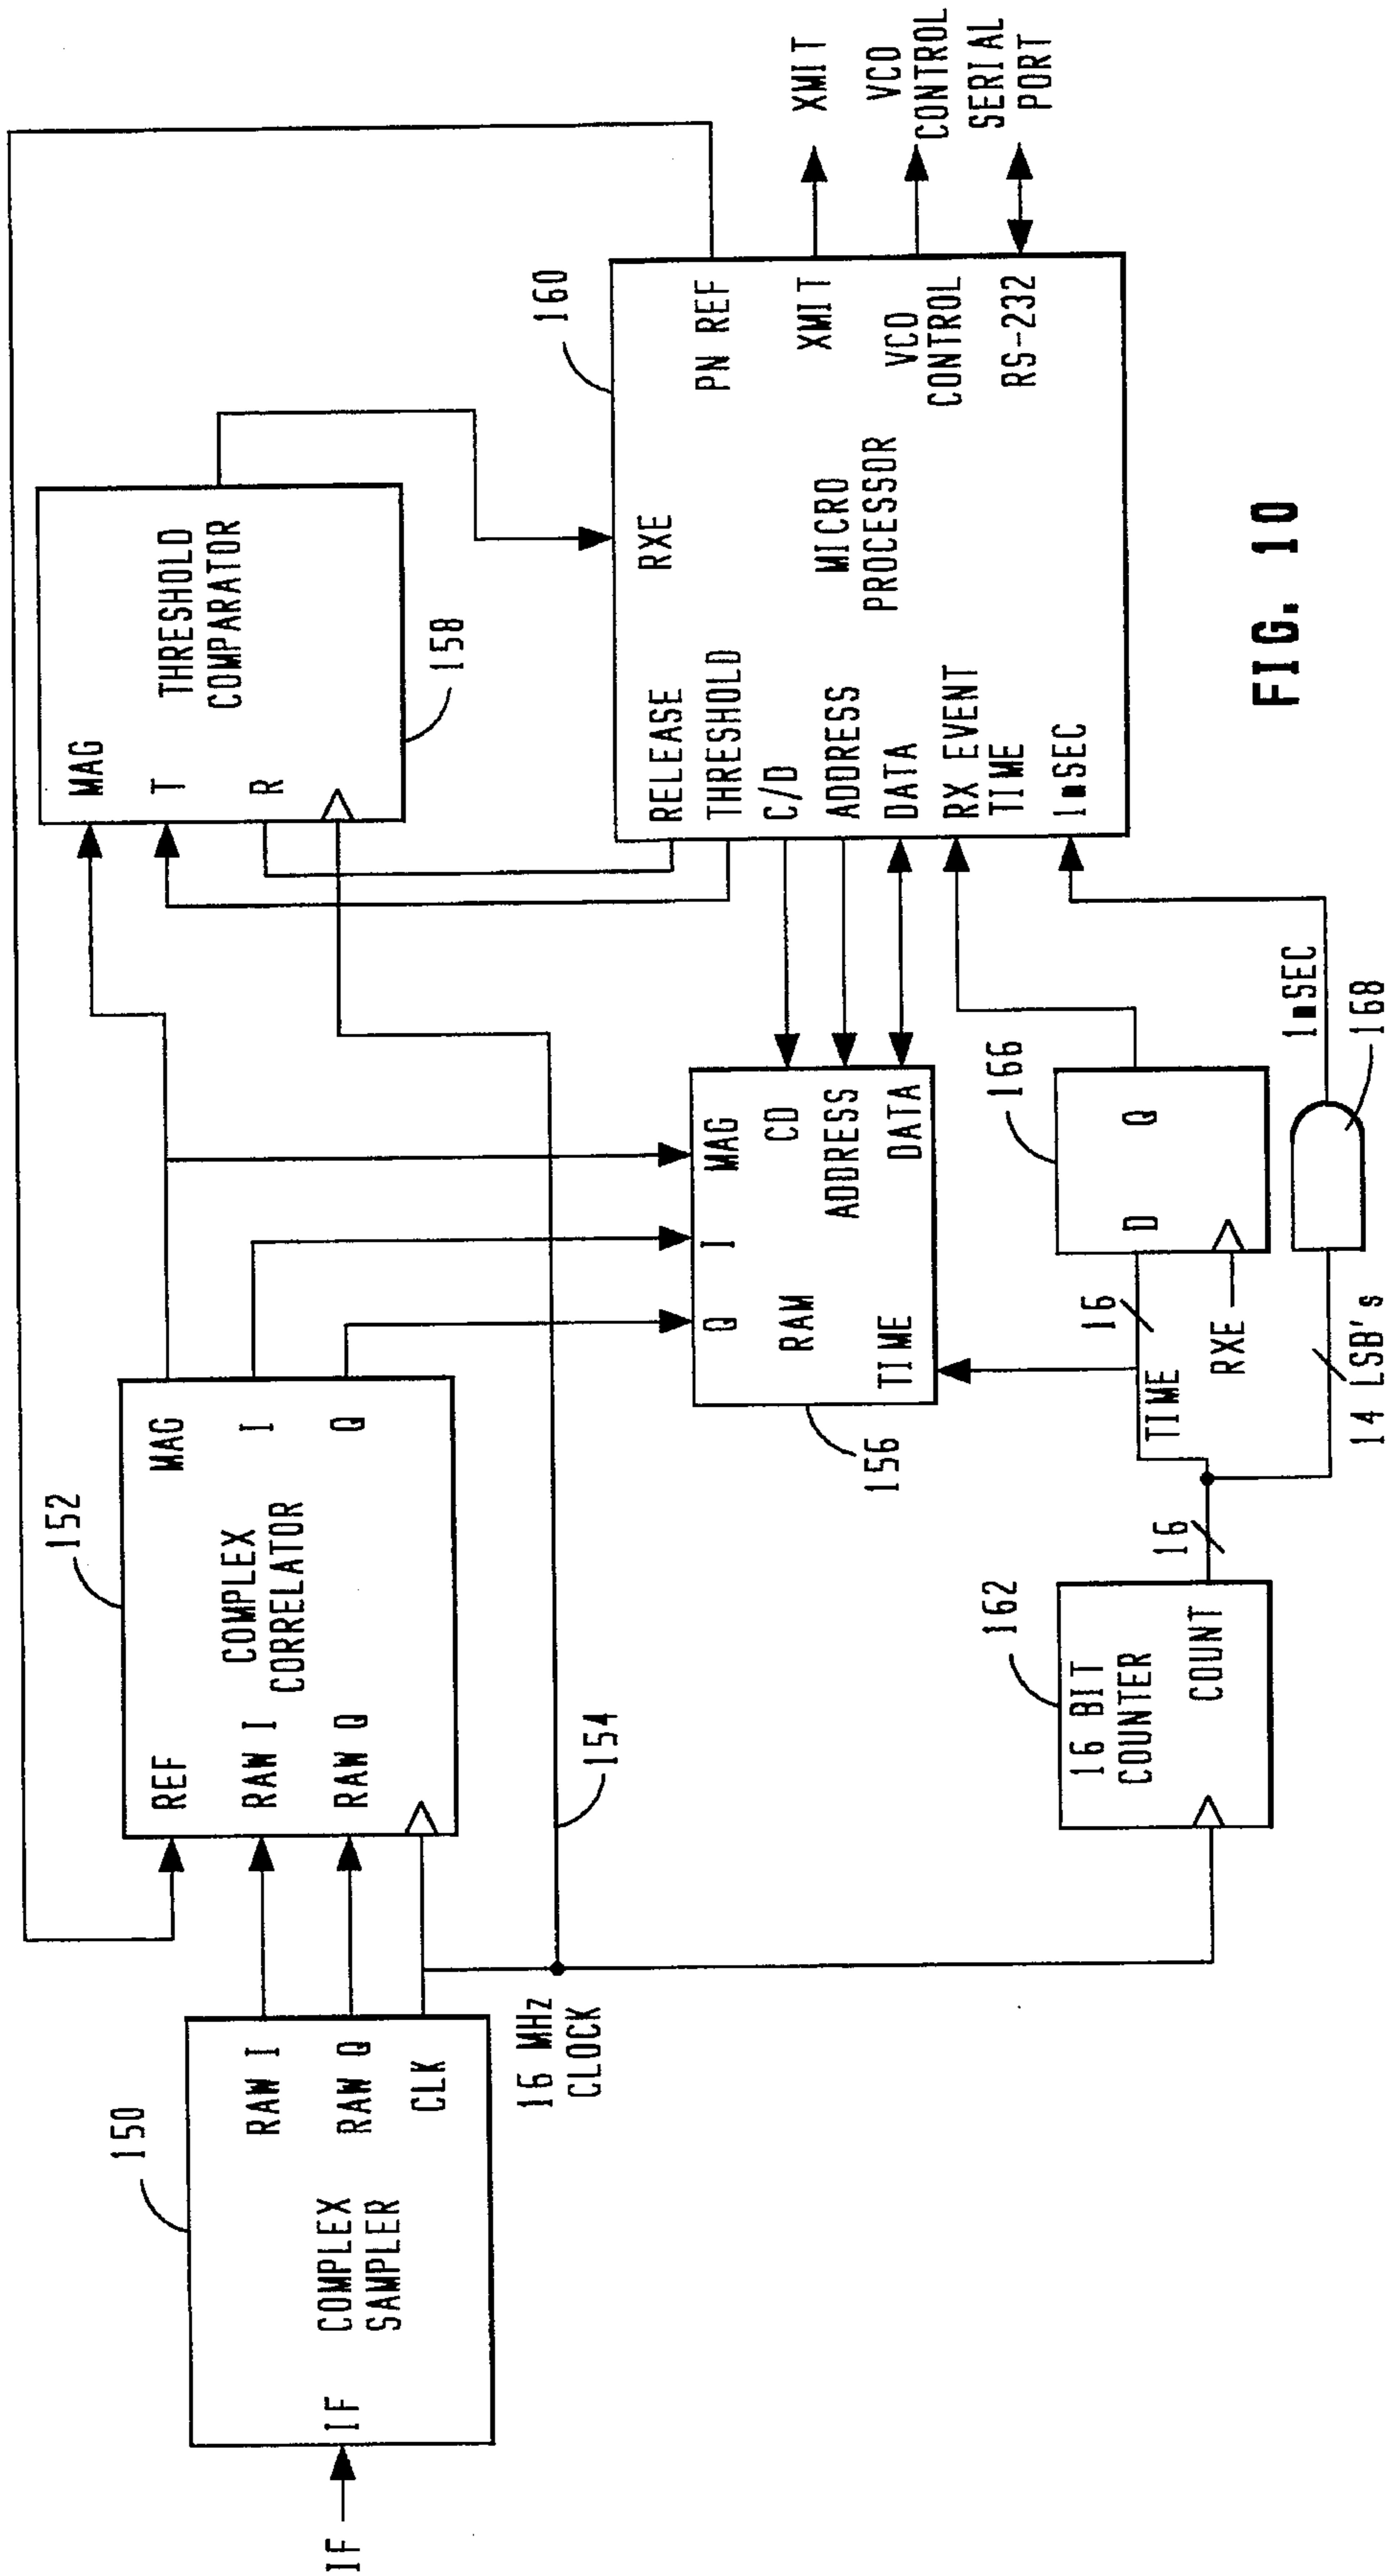 IF
150
IF
COMPLEX
SAMPLER
RAW I
RAW Q
CLK
16 MHz
CLOCK
152
REF
RAW I
RAW Q
COMPLEX
CORRELATOR
MAG
I
Q
154
MAG
T
R
THRESHOLD
COMPARATOR
158
156
Q
I
MAG
RAM
CD
ADDRESS
TIME
DATA
160
RELEASE
THRESHOLD
C/D
ADDRESS
DATA
RX EVENT
TIME
1mSEC
RXE
MICRO
PROCESSOR
PN REF
XMIT
VCO
CONTROL
RS-232
XMIT
VCO
CONTROL
SERIAL
PORT
162
16 BIT
COUNTER
COUNT
16
TIME
16
RXE
166
D
Q
14 LSB's
1mSEC
168
FIG. 10